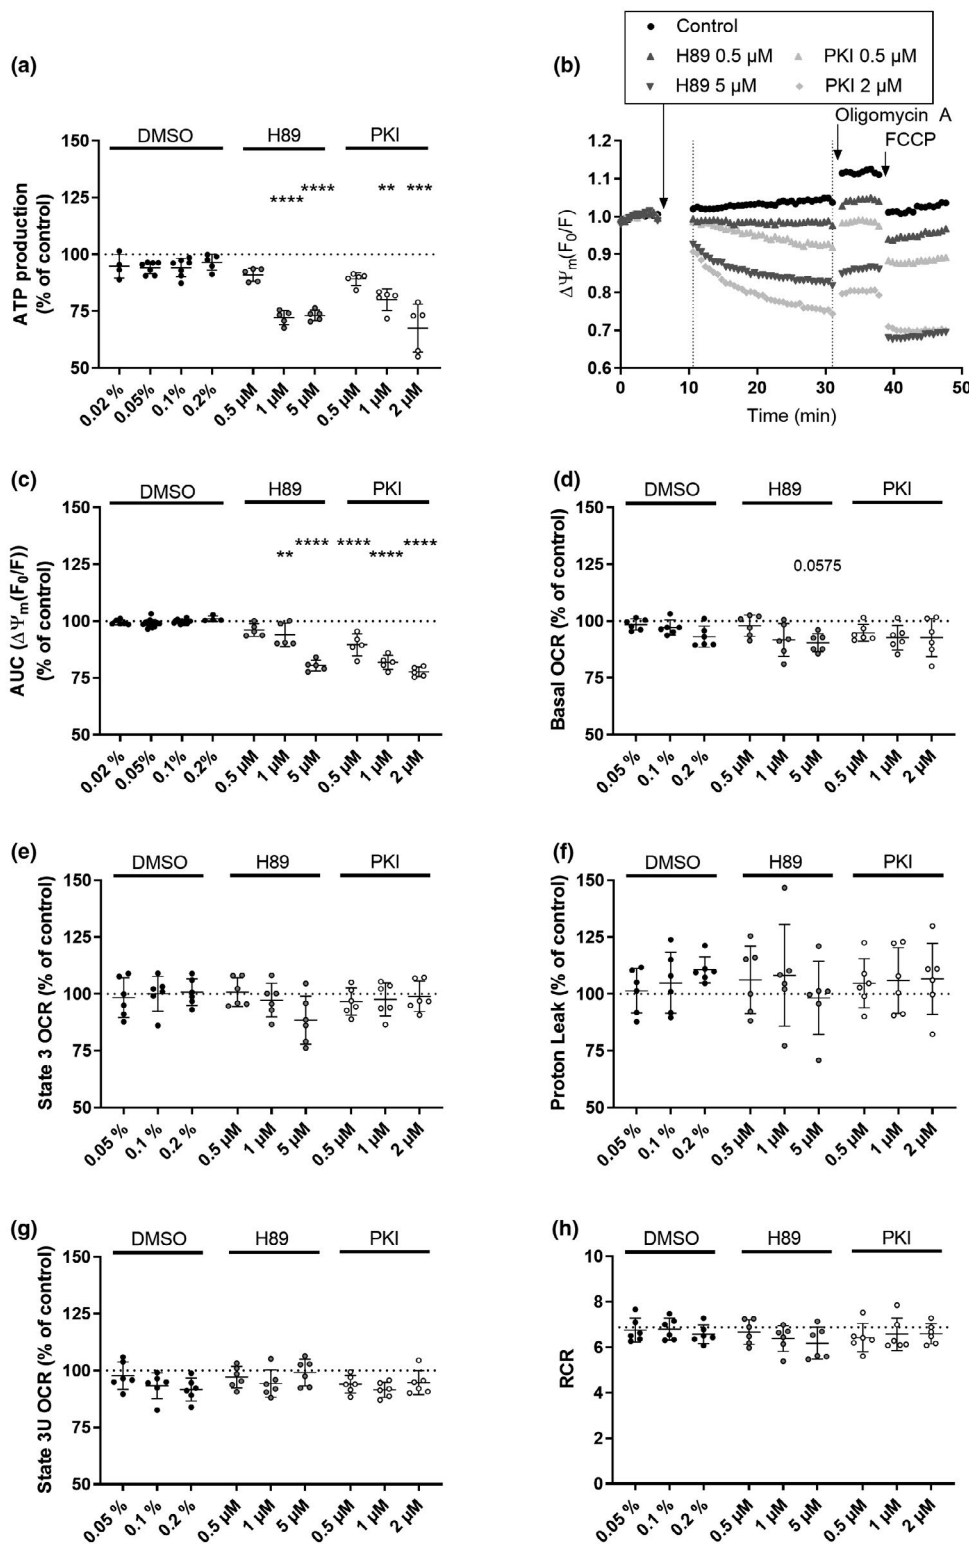 (a)
DMSO H89 PKI
150
125
100
75
50
**** **** ** ***
ATP production
(% of control)
0.02 % 0.05% 0.1% 0.2% 0.5 µM 1 µM 5 µM 0.5 µM 1 µM 2 µM
(b)
Control
H89 0.5 µM PKI 0.5 µM
H89 5 µM PKI 2 µM
Oligomycin A
FCCP
1.2
1.1
1.0
0.9
0.8
0.7
0.6
ΔΨm(F0/F)
0 10 20 30 40 50
Time (min)
(c)
DMSO H89 PKI
150
125
100
75
50
** **** **** **** ****
AUC (ΔΨm(F0/F))
(% of control)
0.02 % 0.05% 0.1% 0.2% 0.5 µM 1 µM 5 µM 0.5 µM 1 µM 2 µM
(d)
DMSO H89 PKI
150
125
100
75
50
0.0575
Basal OCR (% of control)
0.05 % 0.1 % 0.2 % 0.5 µM 1 µM 5 µM 0.5 µM 1 µM 2 µM
(e)
DMSO H89 PKI
150
125
100
75
50
State 3 OCR (% of control)
0.05 % 0.1 % 0.2 % 0.5 µM 1 µM 5 µM 0.5 µM 1 µM 2 µM
(f)
DMSO H89 PKI
150
125
100
75
50
Proton Leak (% of control)
0.05 % 0.1 % 0.2 % 0.5 µM 1 µM 5 µM 0.5 µM 1 µM 2 µM
(g)
DMSO H89 PKI
150
125
100
75
50
State 3U OCR (% of control)
0.05 % 0.1 % 0.2 % 0.5 µM 1 µM 5 µM 0.5 µM 1 µM 2 µM
(h)
DMSO H89 PKI
10
8
6
4
2
0
RCR
0.05 % 0.1 % 0.2 % 0.5 µM 1 µM 5 µM 0.5 µM 1 µM 2 µM